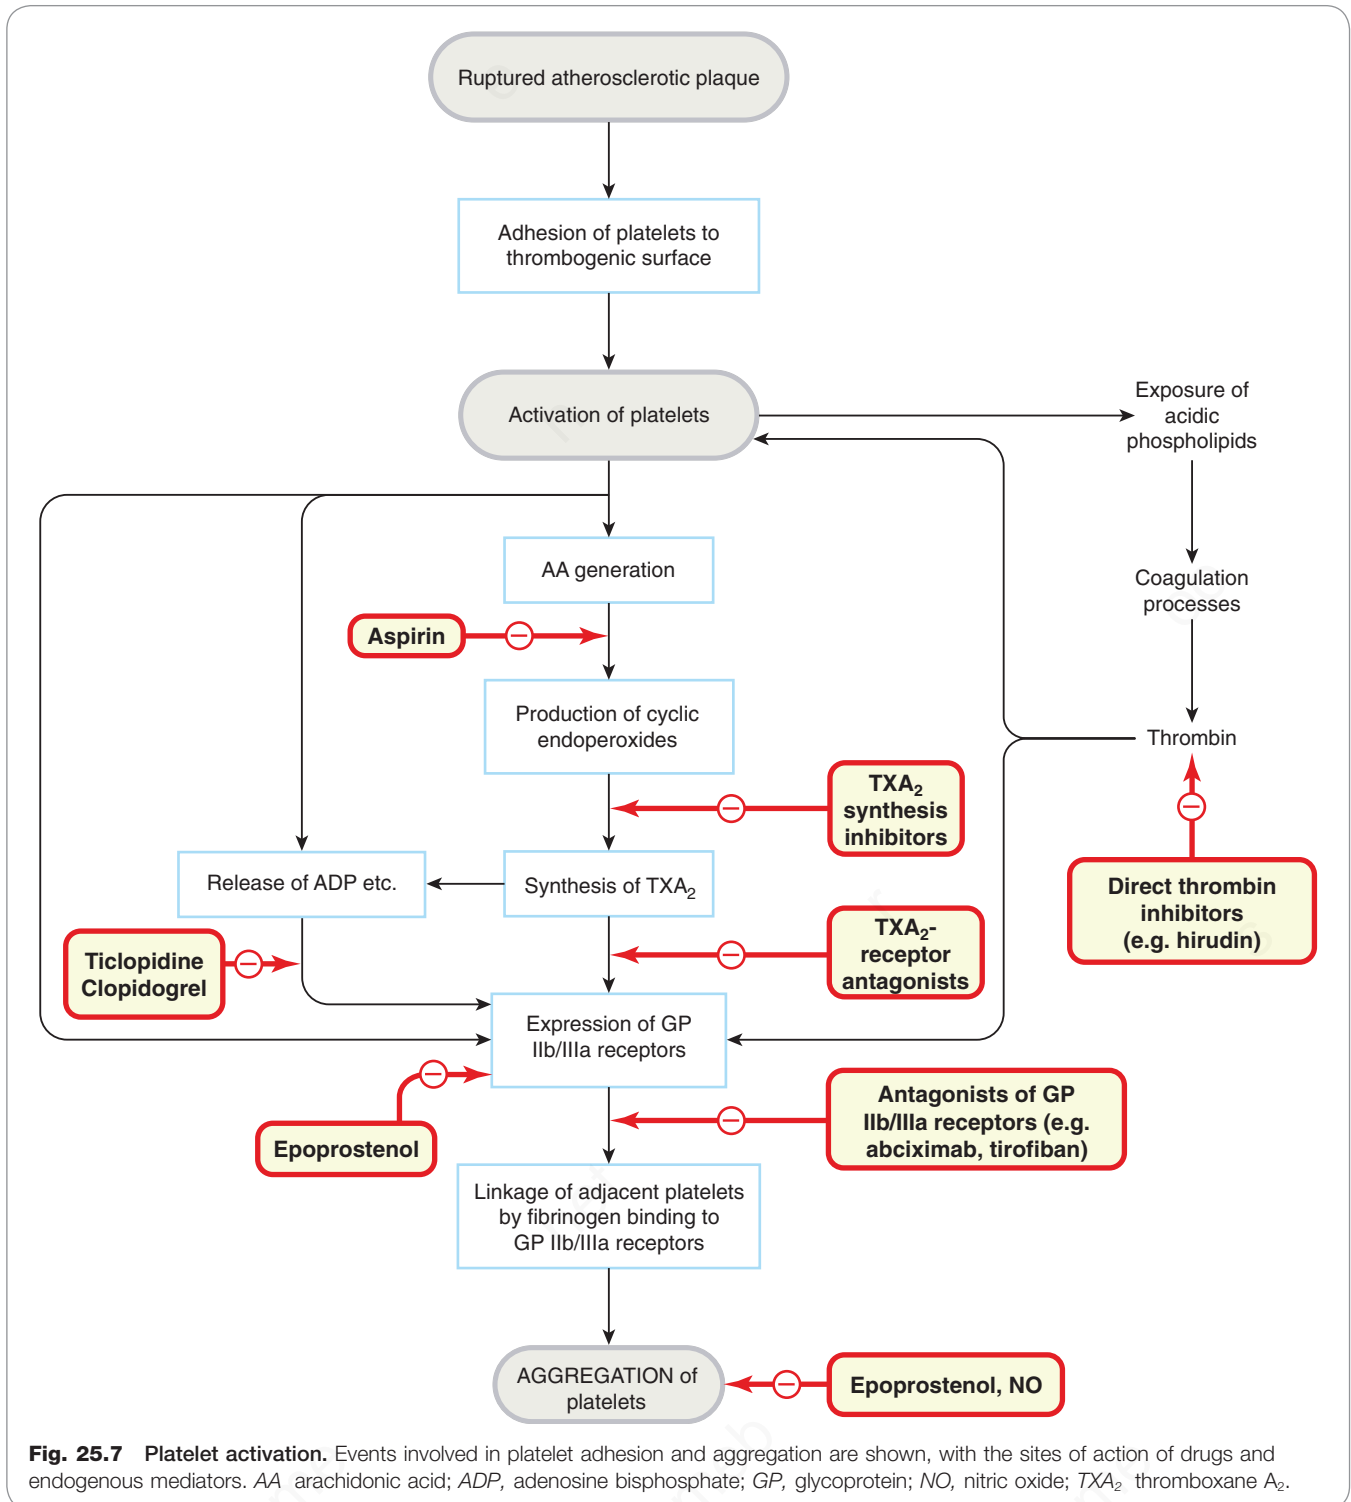 Ruptured atherosclerotic plaque
Adhesion of platelets to
thrombogenic surface
Activation of platelets
Exposure of
acidic
phospholipids
AA generation
Coagulation
processes
Aspirin
Production of cyclic
endoperoxides
Thrombin
TXA₂
synthesis
inhibitors
Release of ADP etc.
Synthesis of TXA₂
Direct thrombin
inhibitors
(e.g. hirudin)
TXA₂-
receptor
antagonists
Ticlopidine
Clopidogrel
Expression of GP
IIb/IIIa receptors
Antagonists of GP
IIb/IIIa receptors (e.g.
abciximab, tirofiban)
Epoprostenol
Linkage of adjacent platelets
by fibrinogen binding to
GP IIb/IIIa receptors
AGGREGATION of
platelets
Epoprostenol, NO
Fig. 25.7 Platelet activation. Events involved in platelet adhesion and aggregation are shown, with the sites of action of drugs and
endogenous mediators. AA arachidonic acid; ADP, adenosine bisphosphate; GP, glycoprotein; NO, nitric oxide; TXA₂ thromboxane A₂.